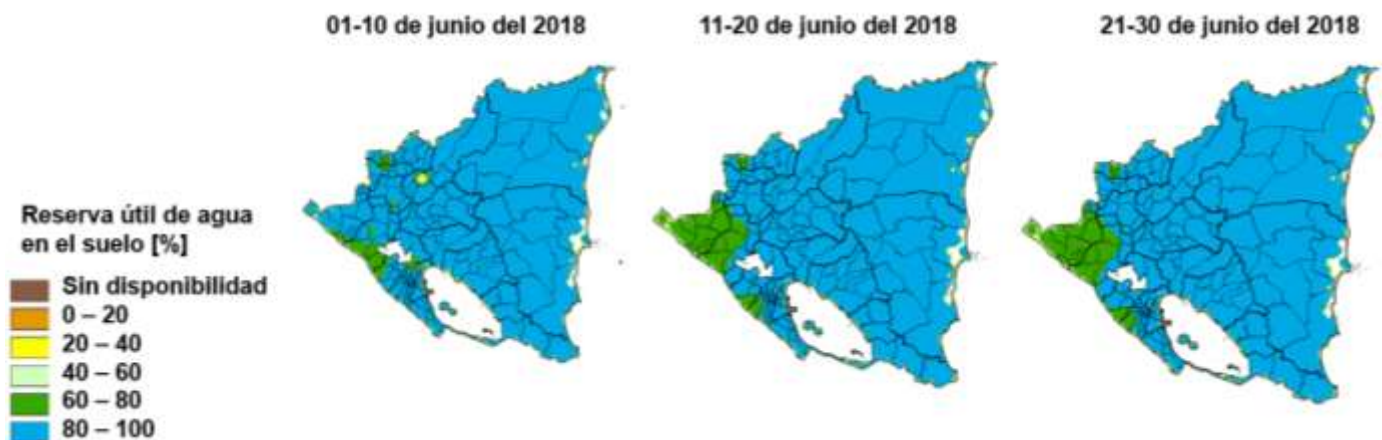 01-10 de junio del 2018
11-20 de junio del 2018
21-30 de junio del 2018
Reserva útil de agua
en el suelo [%]
Sin disponibilidad
0 – 20
20 – 40
40 – 60
60 – 80
80 – 100